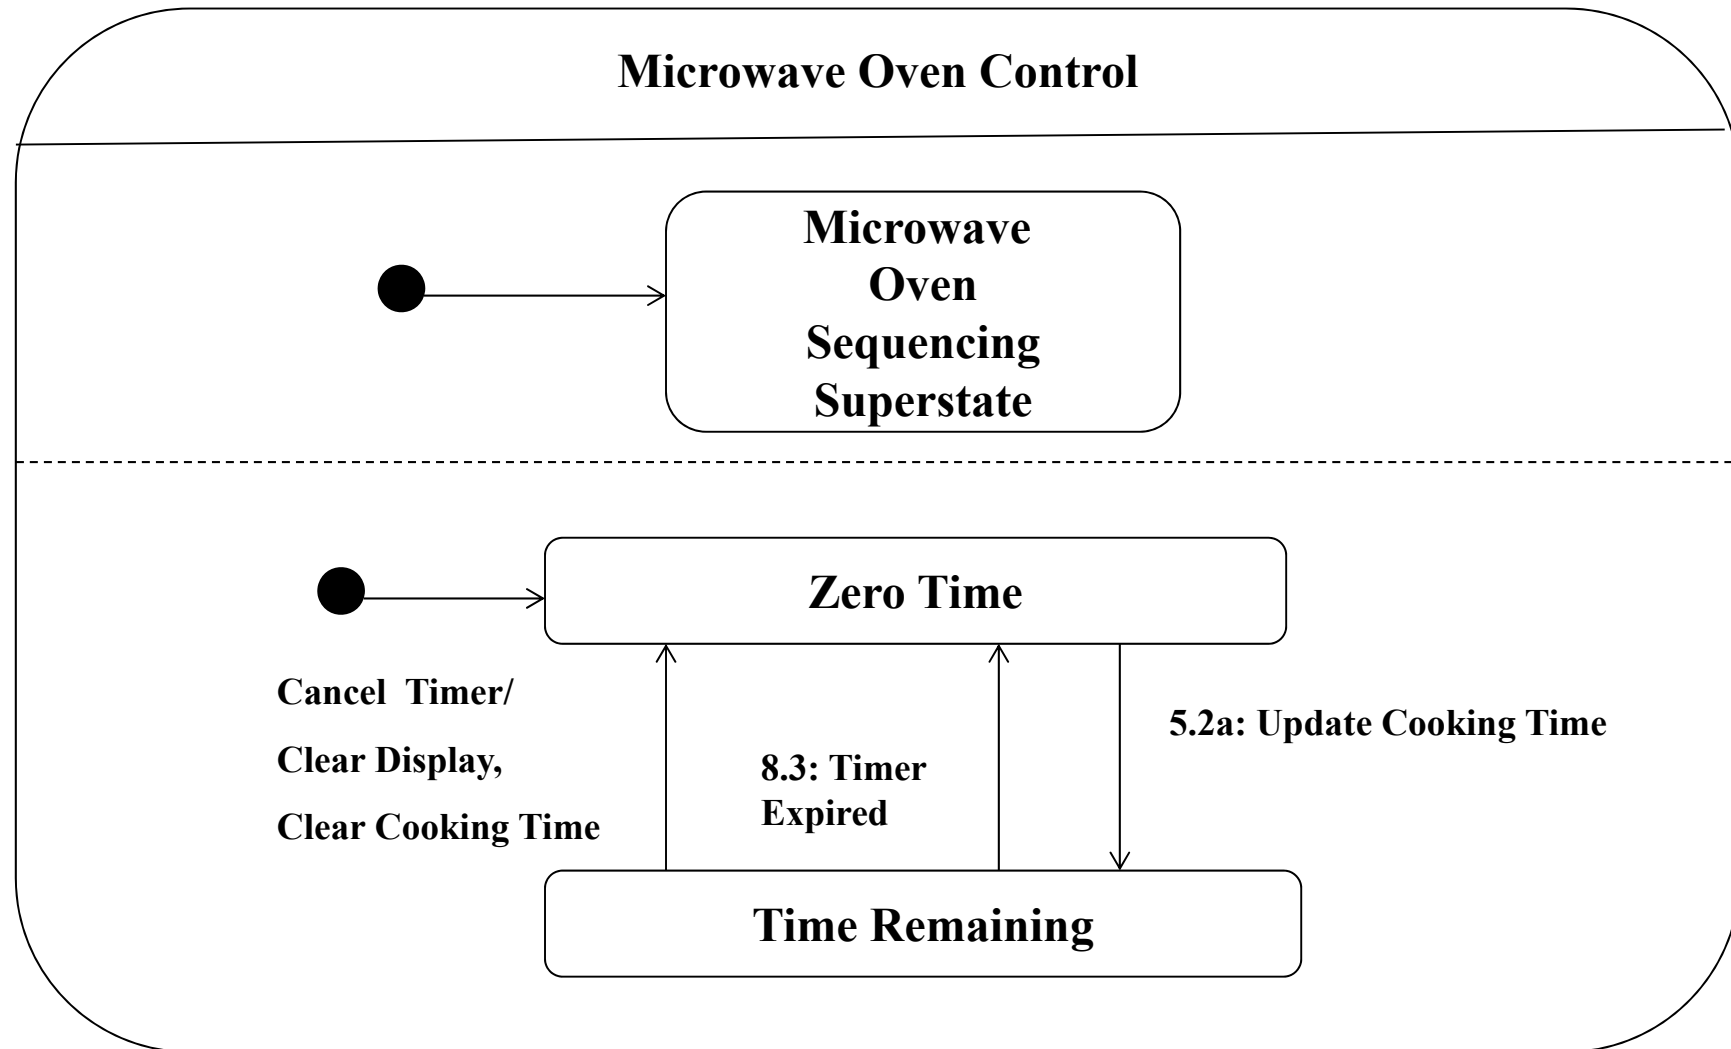 Microwave Oven Control
Microwave
Oven
Sequencing
Superstate
Zero Time
Cancel Timer/
Clear Display,
Clear Cooking Time
8.3: Timer
Expired
5.2a: Update Cooking Time
Time Remaining